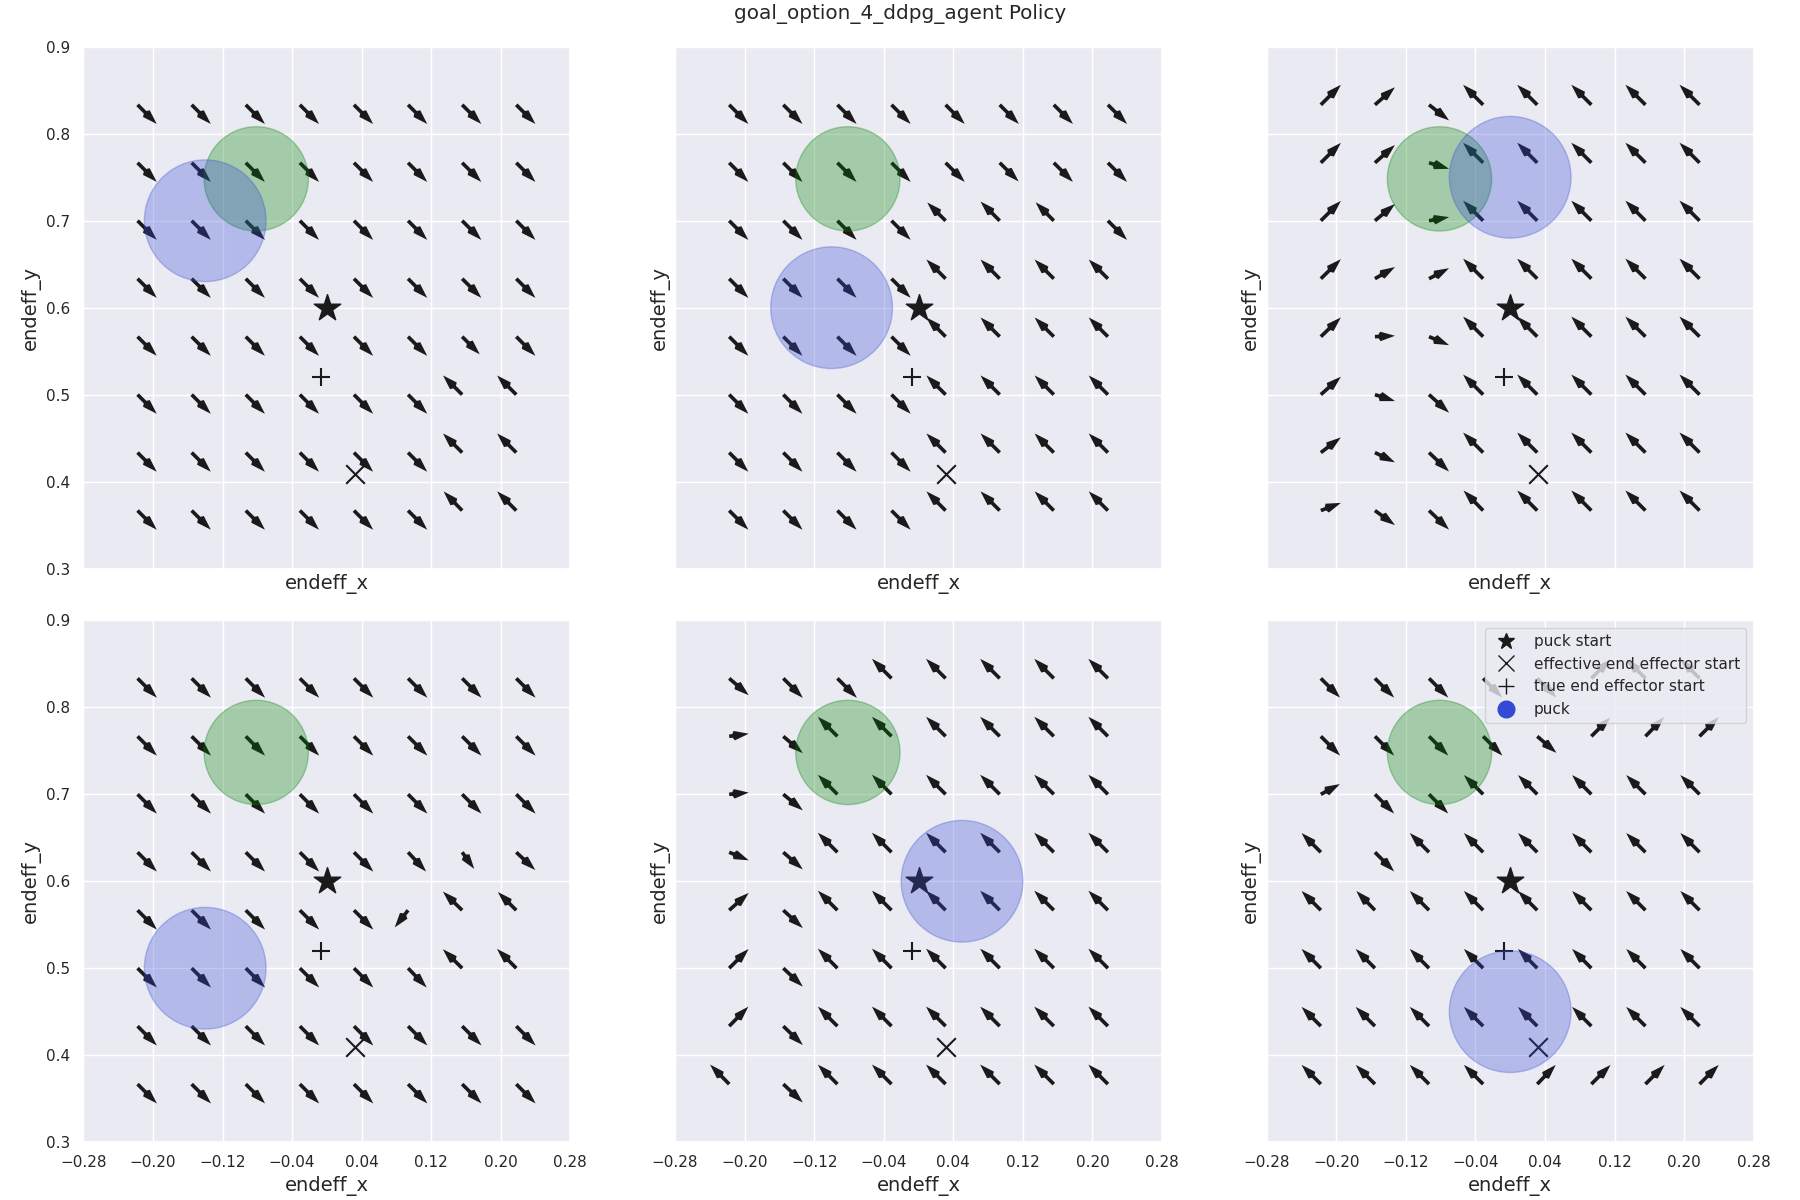 goal_option_4_ddpg_agent Policy
0.9
0.8
0.7
0.6
0.5
0.4
0.3
endeff_y
endeff_x
endeff_y
endeff_x
endeff_y
endeff_x
0.9
0.8
0.7
0.6
0.5
0.4
0.3
endeff_y
−0.28 −0.20 −0.12 −0.04 0.04 0.12 0.20 0.28
endeff_x
endeff_y
−0.28 −0.20 −0.12 −0.04 0.04 0.12 0.20 0.28
endeff_x
puck start
effective end effector start
true end effector start
puck
endeff_y
−0.28 −0.20 −0.12 −0.04 0.04 0.12 0.20 0.28
endeff_x